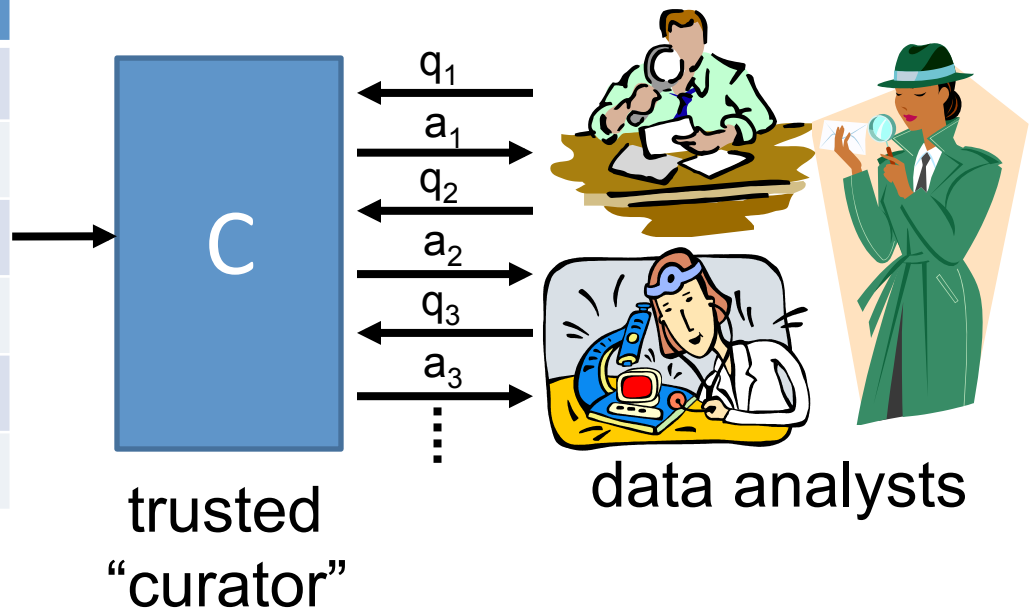 C
q₁
a₁
q₂
a₂
q₃
a₃
trusted
“curator”
data analysts